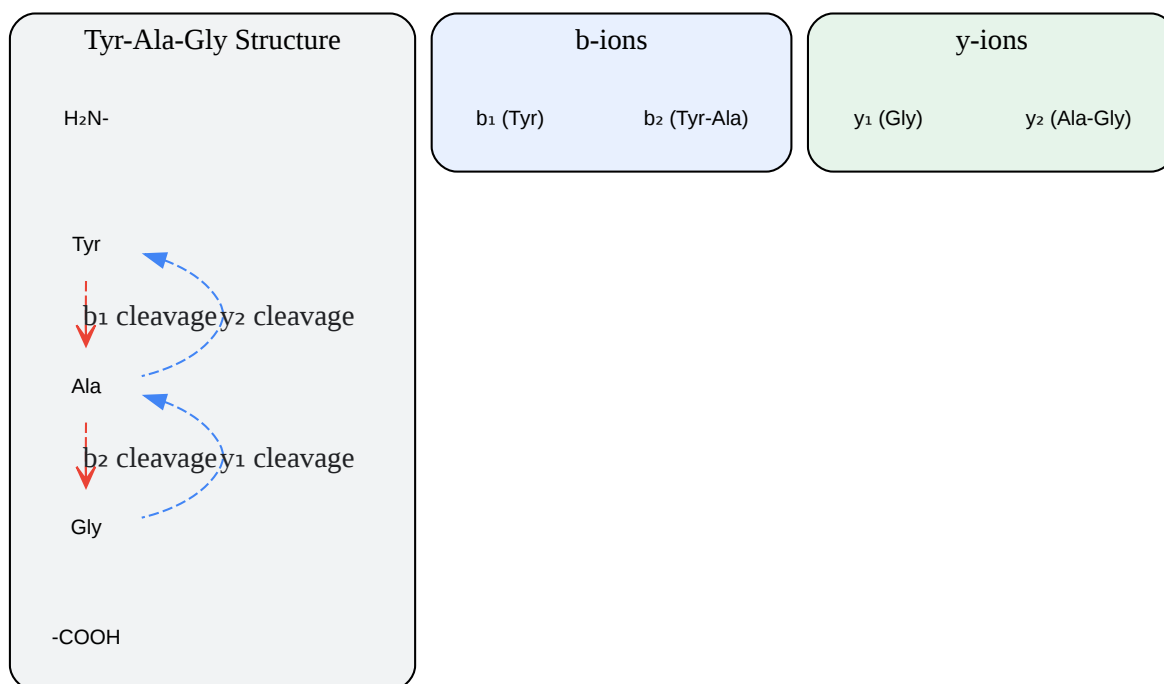 Tyr-Ala-Gly Structure
H₂N-
Tyr
b₁ cleavage
y₂ cleavage
Ala
b₂ cleavage
y₁ cleavage
Gly
-COOH
b-ions
b₁ (Tyr)
b₂ (Tyr-Ala)
y-ions
y₁ (Gly)
y₂ (Ala-Gly)